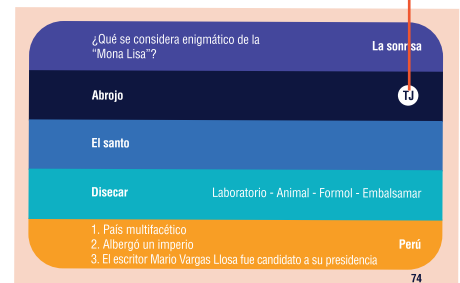 ¿Qué se considera enigmático de la
“Mona Lisa”?
La sonrisa
Abrojo
TJ
El santo
Disecar
Laboratorio - Animal - Formol - Embalsamar
1. País multifacético
2. Albergó un imperio
3. El escritor Mario Vargas Llosa fue candidato a su presidencia
Perú
74